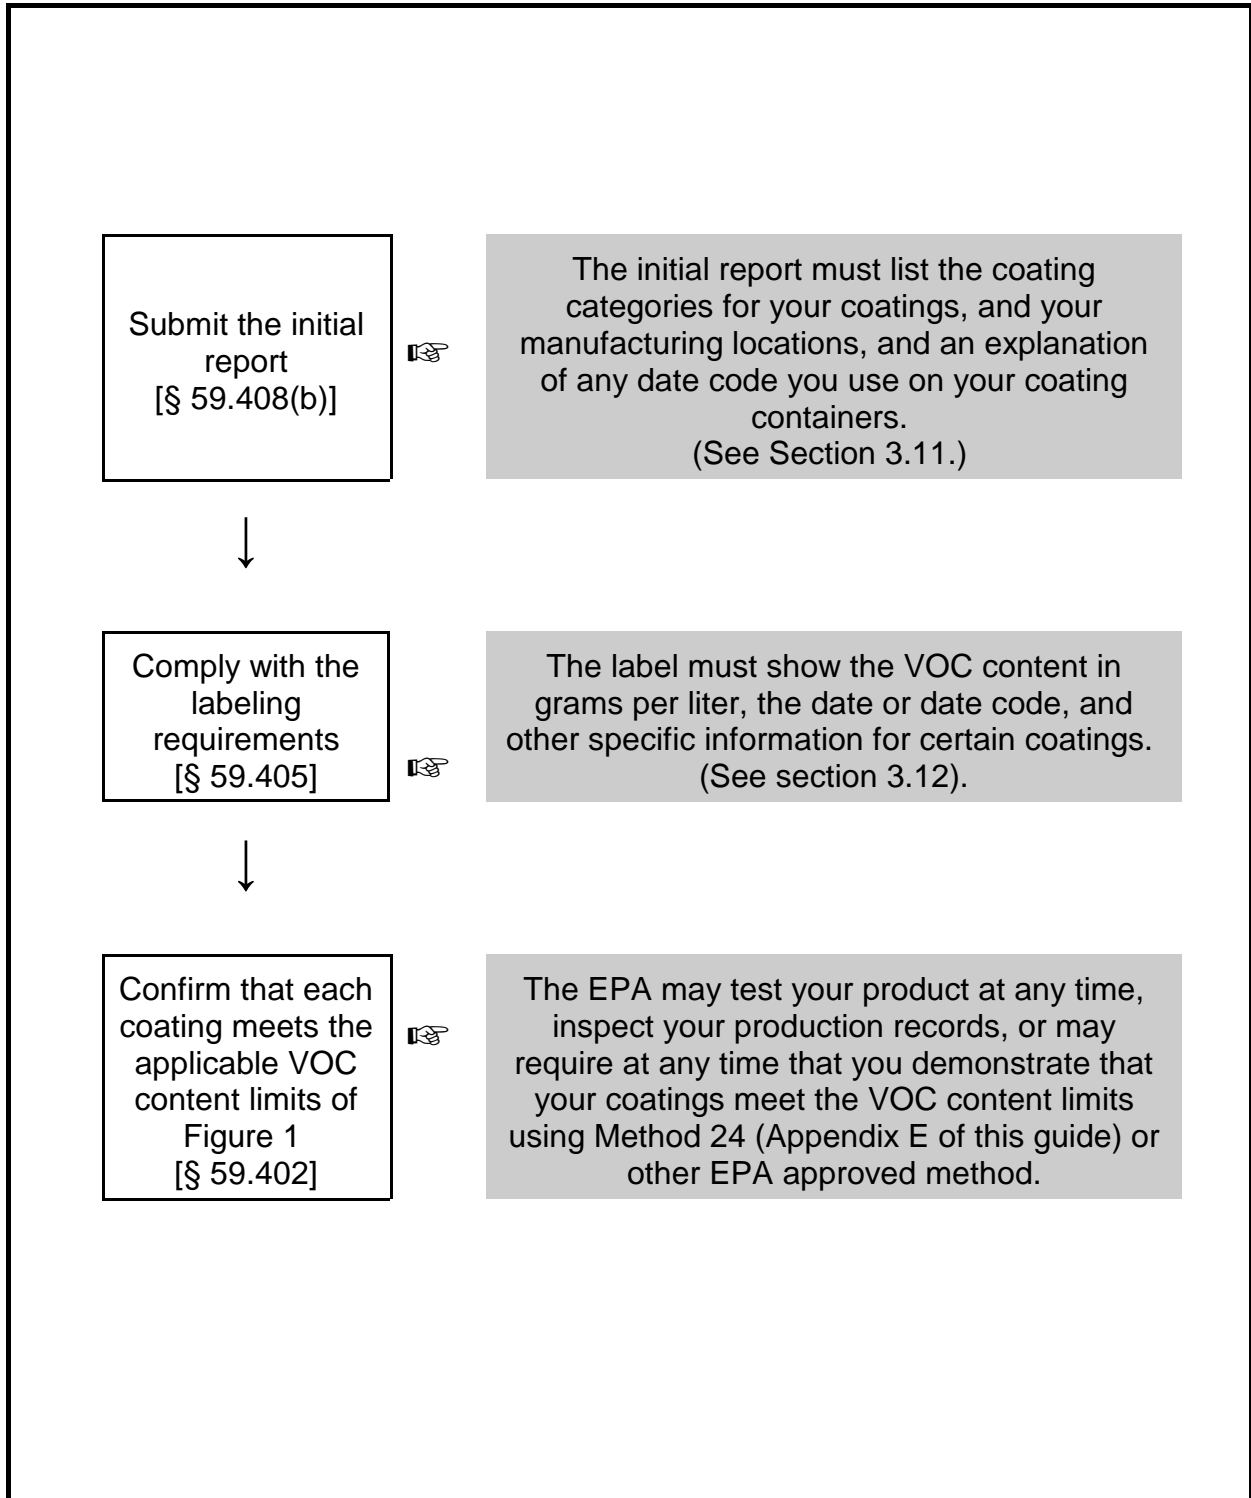 Submit the initial
report
[§ 59.408(b)]
☞
The initial report must list the coating
categories for your coatings, and your
manufacturing locations, and an explanation
of any date code you use on your coating
containers.
(See Section 3.11.)
↓
Comply with the
labeling
requirements
[§ 59.405]
☞
The label must show the VOC content in
grams per liter, the date or date code, and
other specific information for certain coatings.
(See section 3.12).
↓
Confirm that each
coating meets the
applicable VOC
content limits of
Figure 1
[§ 59.402]
☞
The EPA may test your product at any time,
inspect your production records, or may
require at any time that you demonstrate that
your coatings meet the VOC content limits
using Method 24 (Appendix E of this guide) or
other EPA approved method.